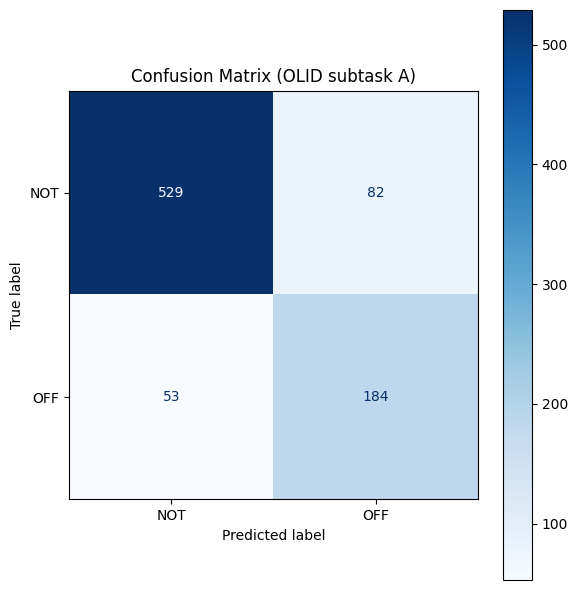 Confusion Matrix (OLID subtask A)
True label
NOT
529
82
OFF
53
184
NOT
OFF
Predicted label
500
400
300
200
100